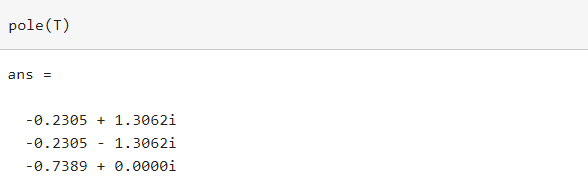 pole(T)
ans =
-0.2305 + 1.3062i
-0.2305 - 1.3062i
-0.7389 + 0.0000i